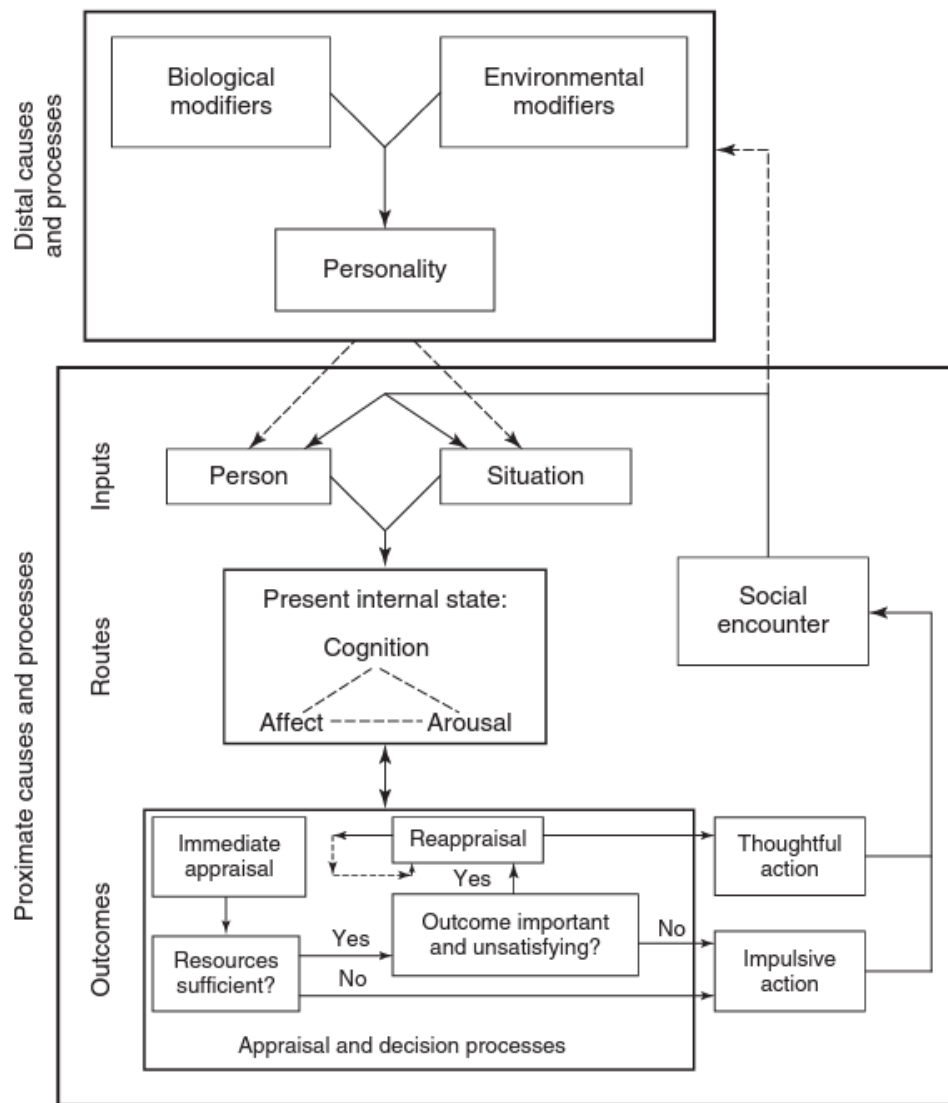 Distal causes
and processes
Biological
modifiers
Environmental
modifiers
Personality
Proximate causes and processes
Inputs
Person
Situation
Routes
Present internal state:
Cognition
Affect
Arousal
Social
encounter
Outcomes
Immediate
appraisal
Reappraisal
Thoughtful
action
Yes
Resources
sufficient?
Yes
No
Outcome important
and unsatisfying?
No
Impulsive
action
Appraisal and decision processes